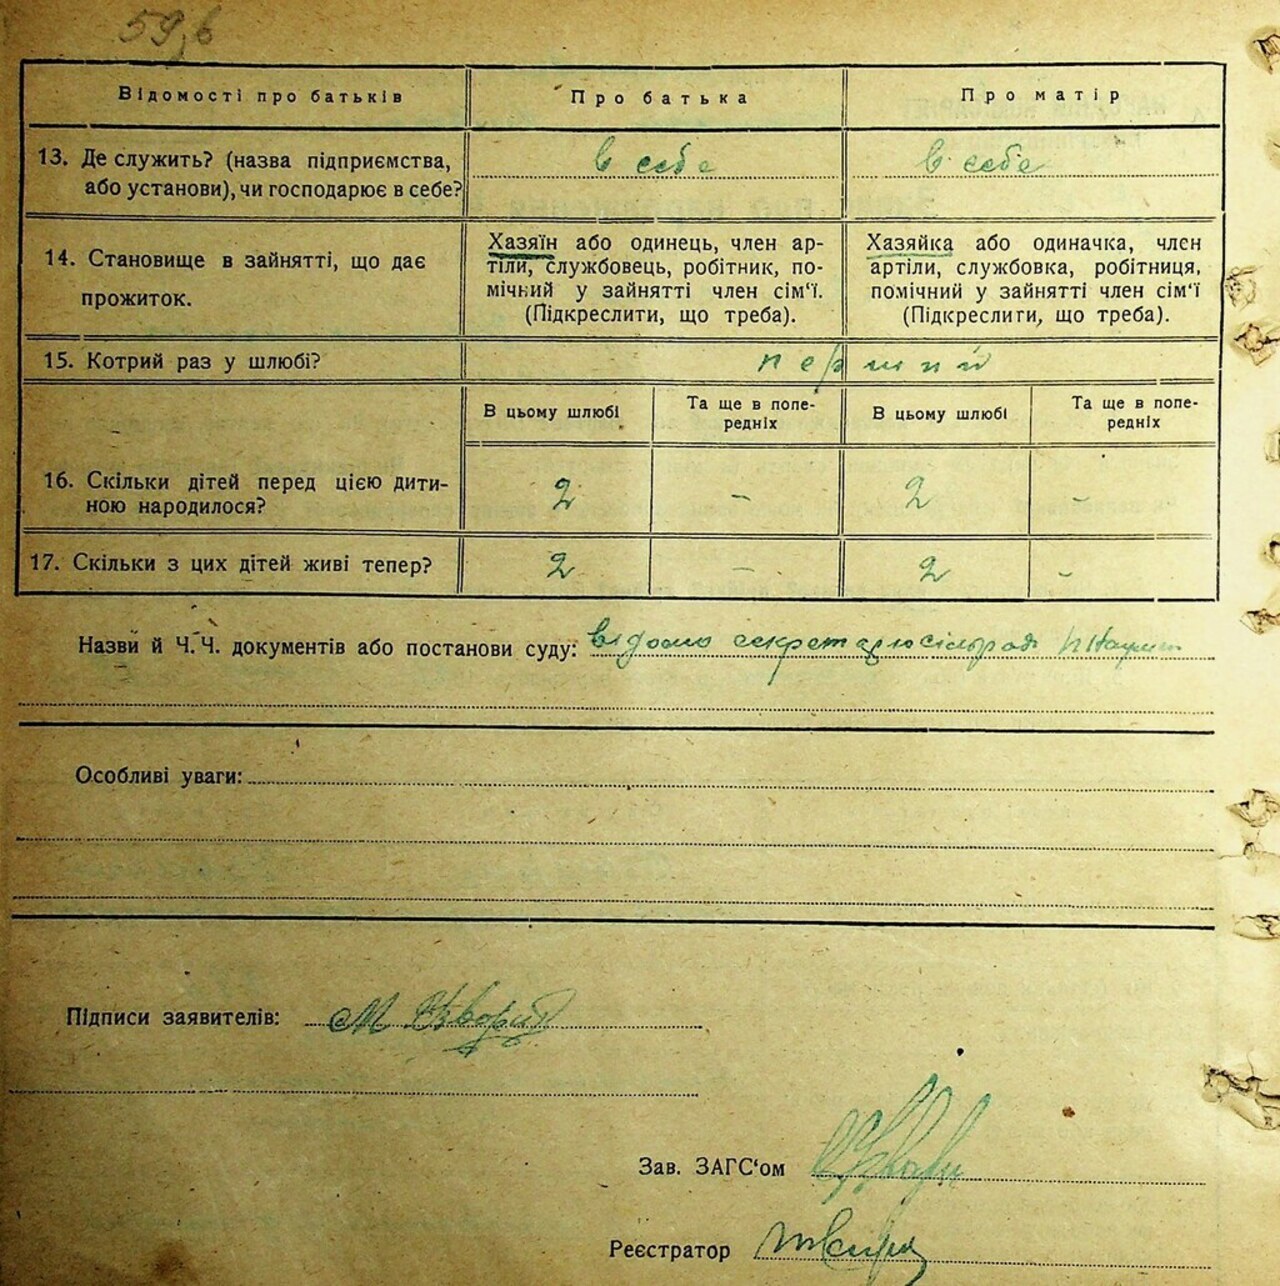 59,б
Відомості про батьків Про батька Про матір
13. Де служить? (назва підприємства, в себе в себе
або установи), чи господарює в себе?
Хазяїн або одинець, член ар- Хазяйка або одиначка, член
14. Становище в зайнятті, що дає тіли, службовець, робітник, по- артіли, службовка, робітниця,
прожиток. мічний у зайнятті член сім‘ї. помічний у зайнятті член сім‘ї
(Підкреслити, що треба). (Підкреслити, що треба).
15. Котрий раз у шлюбі? перший
В цьому шлюбі Та ще в попе- В цьому шлюбі Та ще в попе-
редніх редніх
16. Скільки дітей перед цією дити- 2 - 2 -
ною народилося?
17. Скільки з цих дітей живі тепер? 2 - 2 -
Назви й Ч.Ч. документів або постанови суду: відомо секретарю сільради
Особливі уваги:
Підписи заявителів: М
Зав. ЗАГС‘ом
Реєстратор